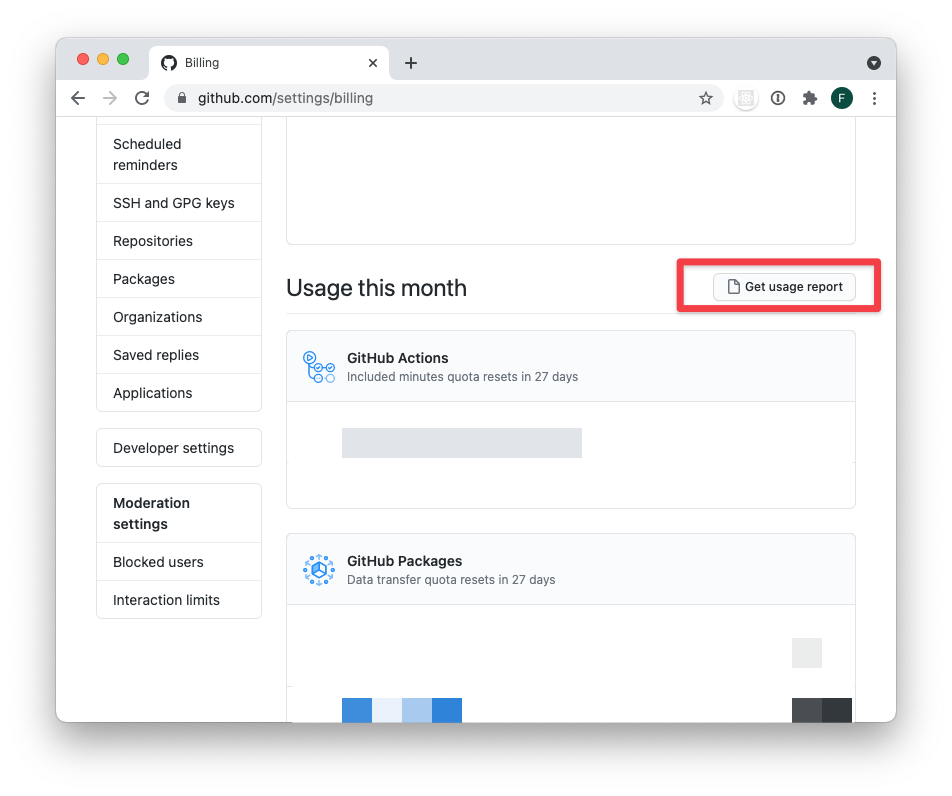 Billing
github.com/settings/billing
F
Scheduled
reminders
SSH and GPG keys
Repositories
Packages
Organizations
Saved replies
Applications
Developer settings
Moderation
settings
Blocked users
Interaction limits
Usage this month
Get usage report
GitHub Actions
Included minutes quota resets in 27 days
GitHub Packages
Data transfer quota resets in 27 days